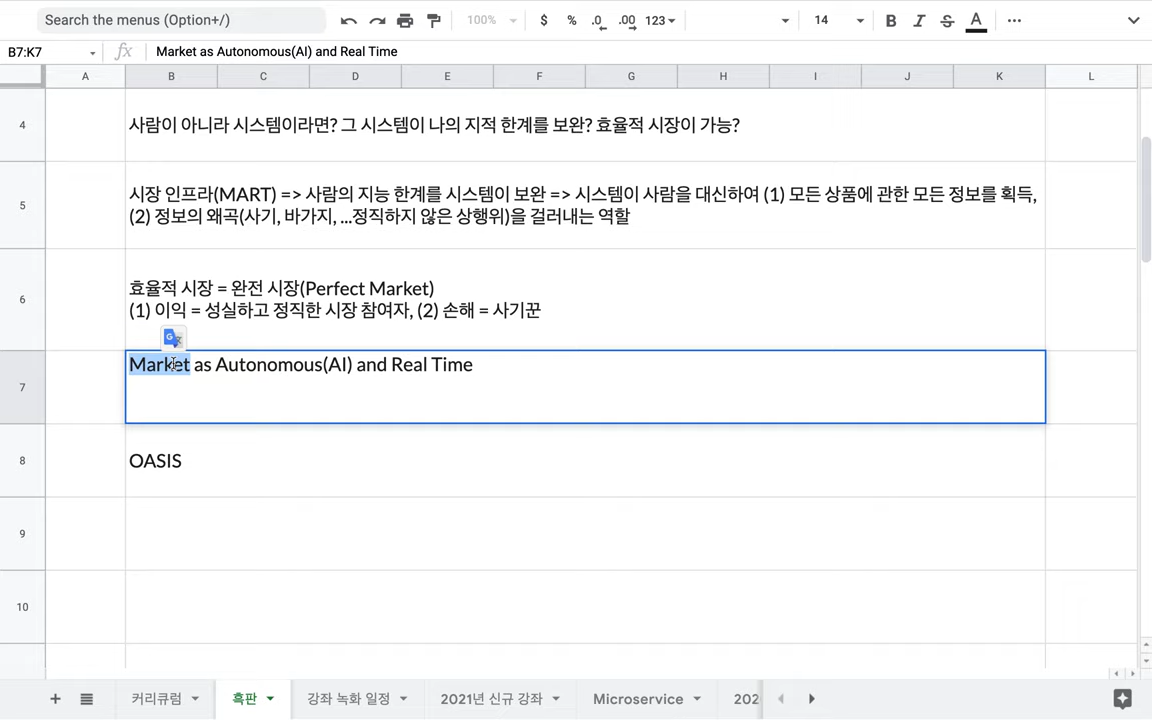 Search the menus (Option+/)
100%
$
%
.0
.00
123
14
B
I
S
A
B7:K7
fx
Market as Autonomous(AI) and Real Time
A B C D E F G H I J K L
4
사람이 아니라 시스템이라면? 그 시스템이 나의 지적 한계를 보완? 효율적 시장이 가능?
5
시장 인프라(MART) => 사람의 지능 한계를 시스템이 보완 => 시스템이 사람을 대신하여 (1) 모든 상품에 관한 모든 정보를 획득,
(2) 정보의 왜곡(사기, 바가지, ...정직하지 않은 상행위)을 걸러내는 역할
6
효율적 시장 = 완전 시장(Perfect Market)
(1) 이익 = 성실하고 정직한 시장 참여자, (2) 손해 = 사기꾼
7
Market as Autonomous(AI) and Real Time
8
OASIS
9
10
커리큐럼
흑판
강좌 녹화 일정
2021년 신규 강좌
Microservice
202